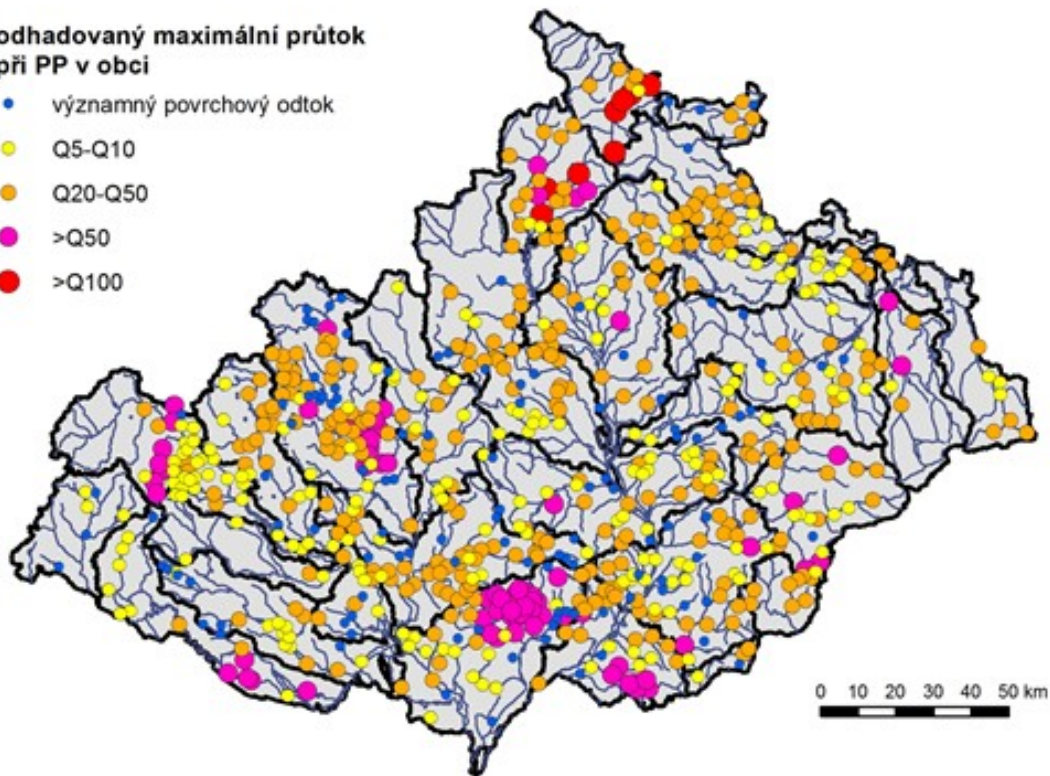 odhadovaný maximální průtok
při PP v obci
významný povrchový odtok
Q5-Q10
Q20-Q50
>Q50
>Q100
0 10 20 30 40 50 km